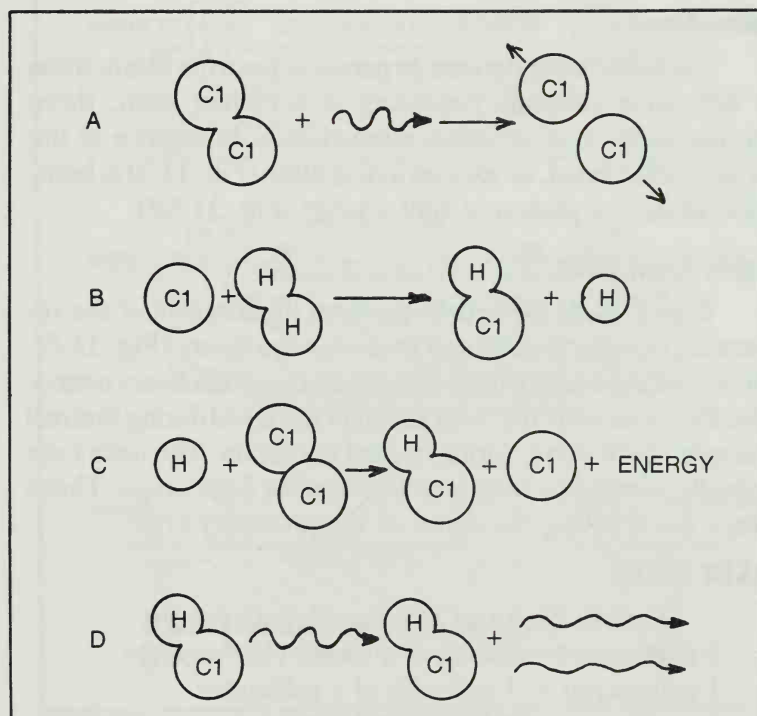 A C1 C1 + C1 C1
B C1 + H H H C1 + H
C H + C1 C1 H C1 + C1 + ENERGY
D H C1 H C1 +